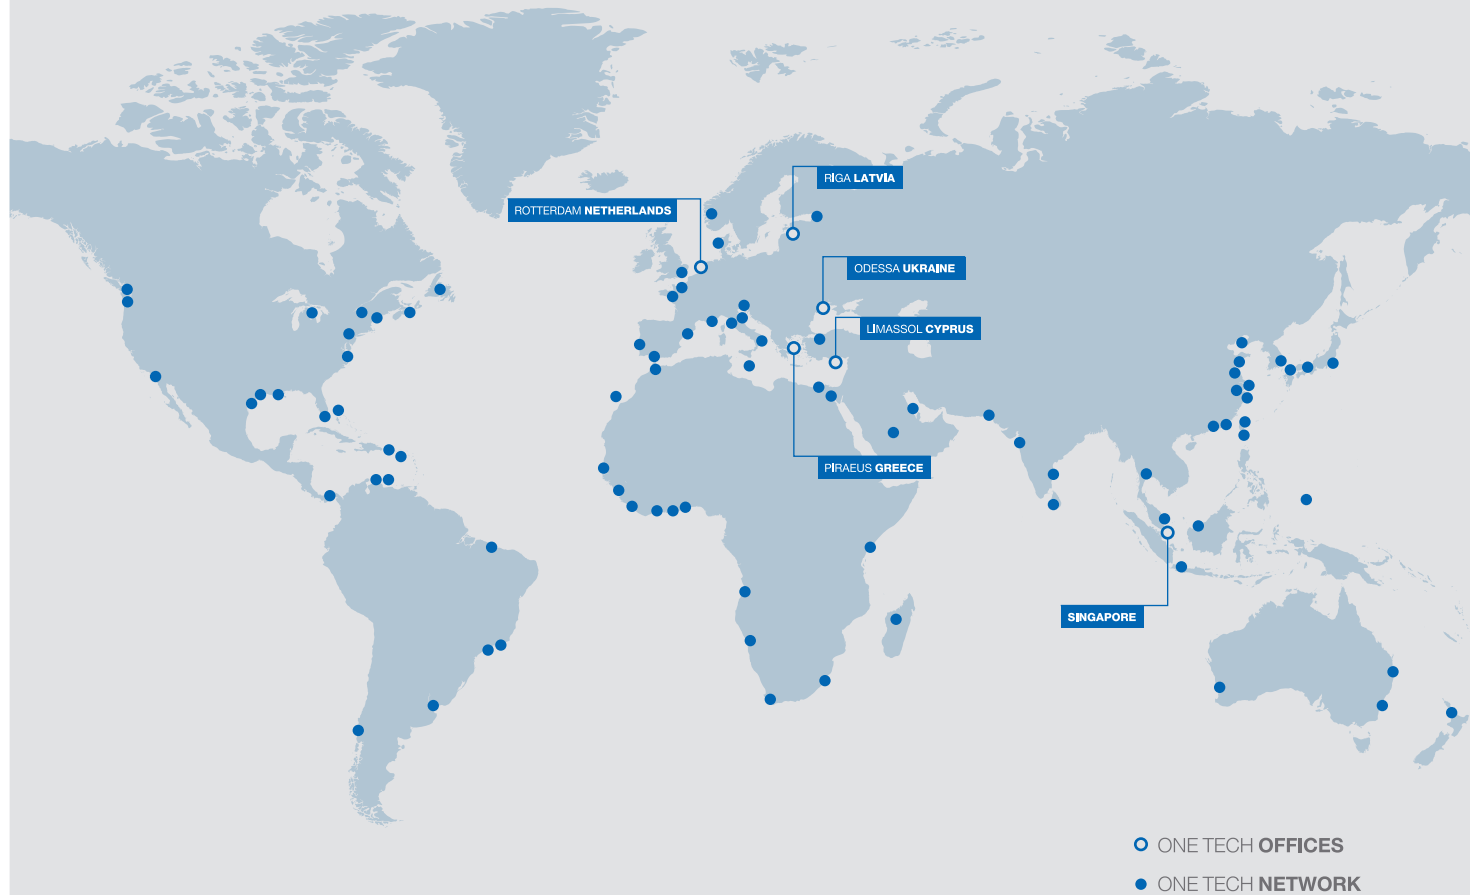 RIGA LATVIA
ROTTERDAM NETHERLANDS
ODESSA UKRAINE
LIMASSOL CYPRUS
PIRAEUS GREECE
SINGAPORE
ONE TECH OFFICES
ONE TECH NETWORK